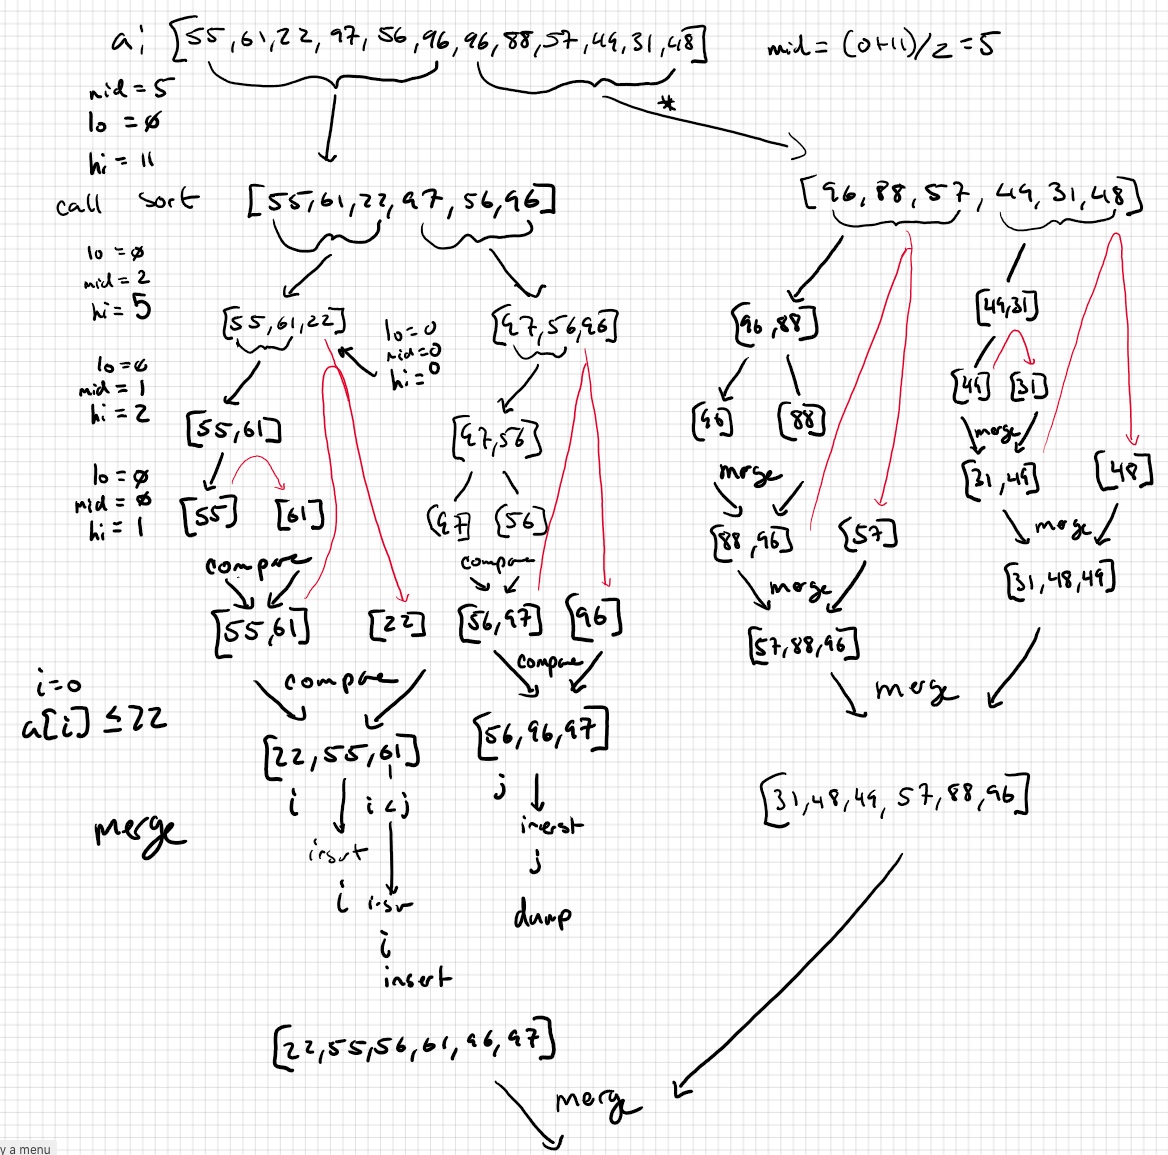 a: [55,61,22,97,56,96,96,88,57,49,31,48] mid= (0+11)/2=5
mid = 5
lo = 0
hi = 11
*
call sort [55,61,22,97,56,96] [96,88,57,49,31,48]
lo = 0
mid = 2
hi = 5
[55,61,22] [97,56,96] [96,88] [49,31]
lo=0
mid=0
hi=0
lo=0
mid = 1
hi = 2
[49] [31]
[55,61] [97,56] [96] [88]
merge
lo = 0
mid = 0
hi = 1
merge [31,49] [48]
[55] [61] [97] [56]
[88,96] [57] merge
compare compare
merge [31,48,49]
[55,61] [22] [56,97] [96]
[57,88,96]
compare compare merge
i=0
a[i] ≤22
[22,55,61] [56,96,97]
i i<j j
[31,48,49,57,88,96]
merge
insert
j
i
dump
i
insert
[22,55,56,61,96,97]
merge
y a menu